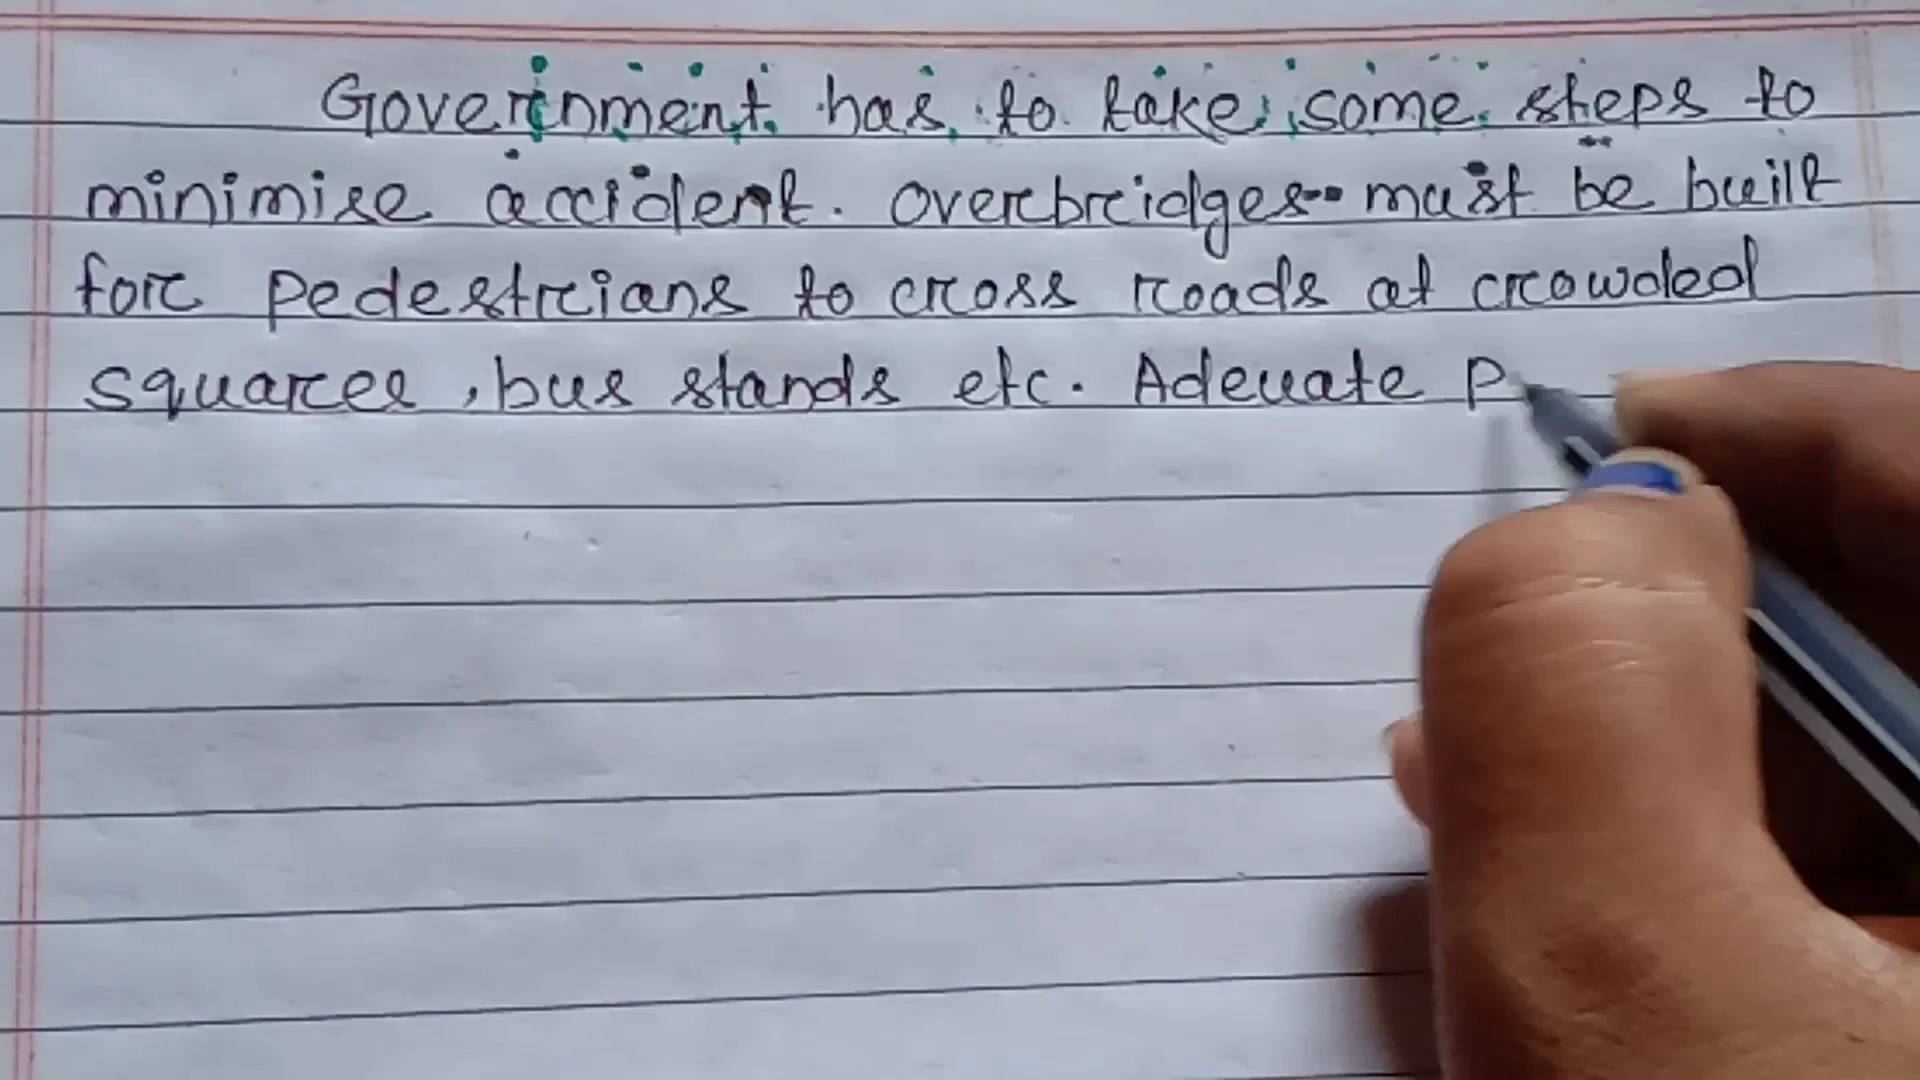 Government has to take some steps to
minimise accident. overbridges must be built
for pedestrians to cross roads at crowded
squares, bus stands etc. Adeuate P